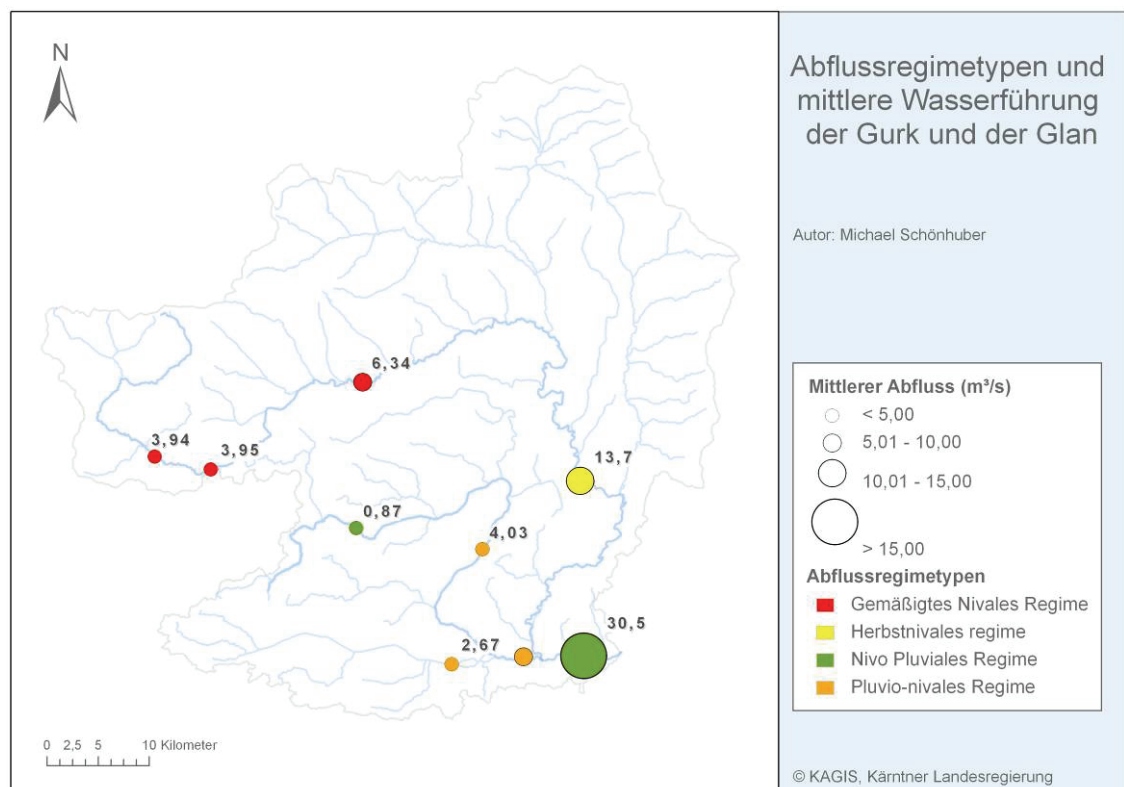 N
6,34
3,94
3,95
13,7
0,87
4,03
30,5
2,67
0 2,5 5 10 Kilometer
Abflussregimetypen und
mittlere Wasserführung
der Gurk und der Glan
Autor: Michael Schönhuber
Mittlerer Abfluss (m³/s)
< 5,00
5,01 - 10,00
10,01 - 15,00
> 15,00
Abflussregimetypen
Gemäßigtes Nivales Regime
Herbstnivales regime
Nivo Pluviales Regime
Pluvio-nivales Regime
© KAGIS, Kärntner Landesregierung